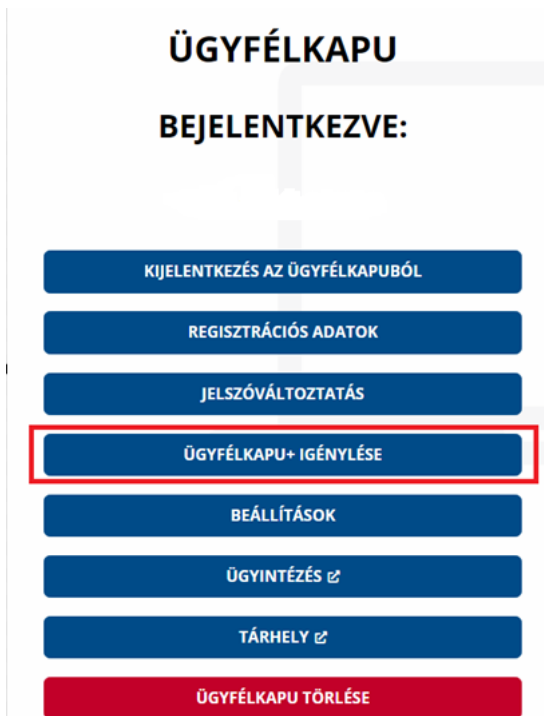 ÜGYFÉLKAPU
BEJELENTKEZVE:
KIJELENTKEZÉS AZ ÜGYFÉLKAPUBÓL
REGISZTRÁCIÓS ADATOK
JELSZÓVÁLTOZTATÁS
ÜGYFÉLKAPU+ IGÉNYLÉSE
BEÁLLÍTÁSOK
ÜGYINTÉZÉS
TÁRHELY
ÜGYFÉLKAPU TÖRLÉSE